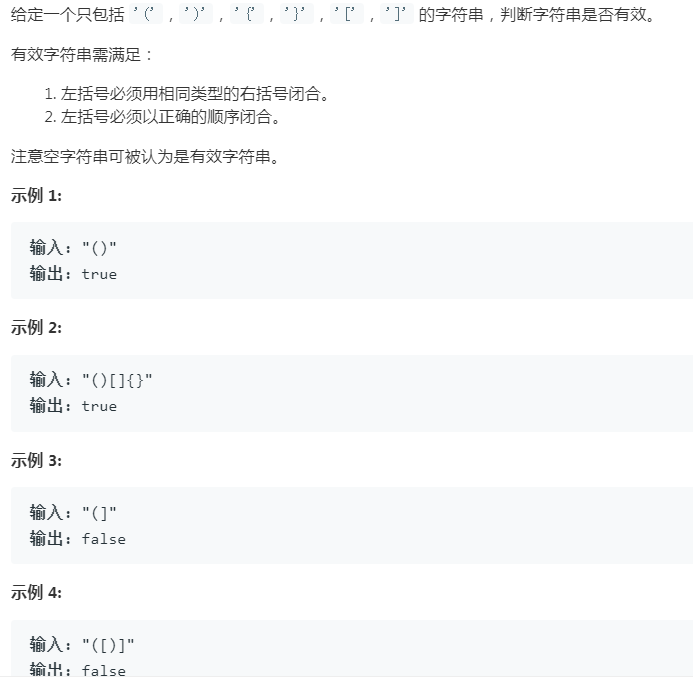 给定一个只包括 '('，')'，'{'，'}'，'['，']' 的字符串，判断字符串是否有效。
有效字符串需满足：
1. 左括号必须用相同类型的右括号闭合。
2. 左括号必须以正确的顺序闭合。
注意空字符串可被认为是有效字符串。
示例 1:
输入: "()"
输出: true
示例 2:
输入: "()[]{}"
输出: true
示例 3:
输入: "(]"
输出: false
示例 4:
输入: "([)]"
输出: false